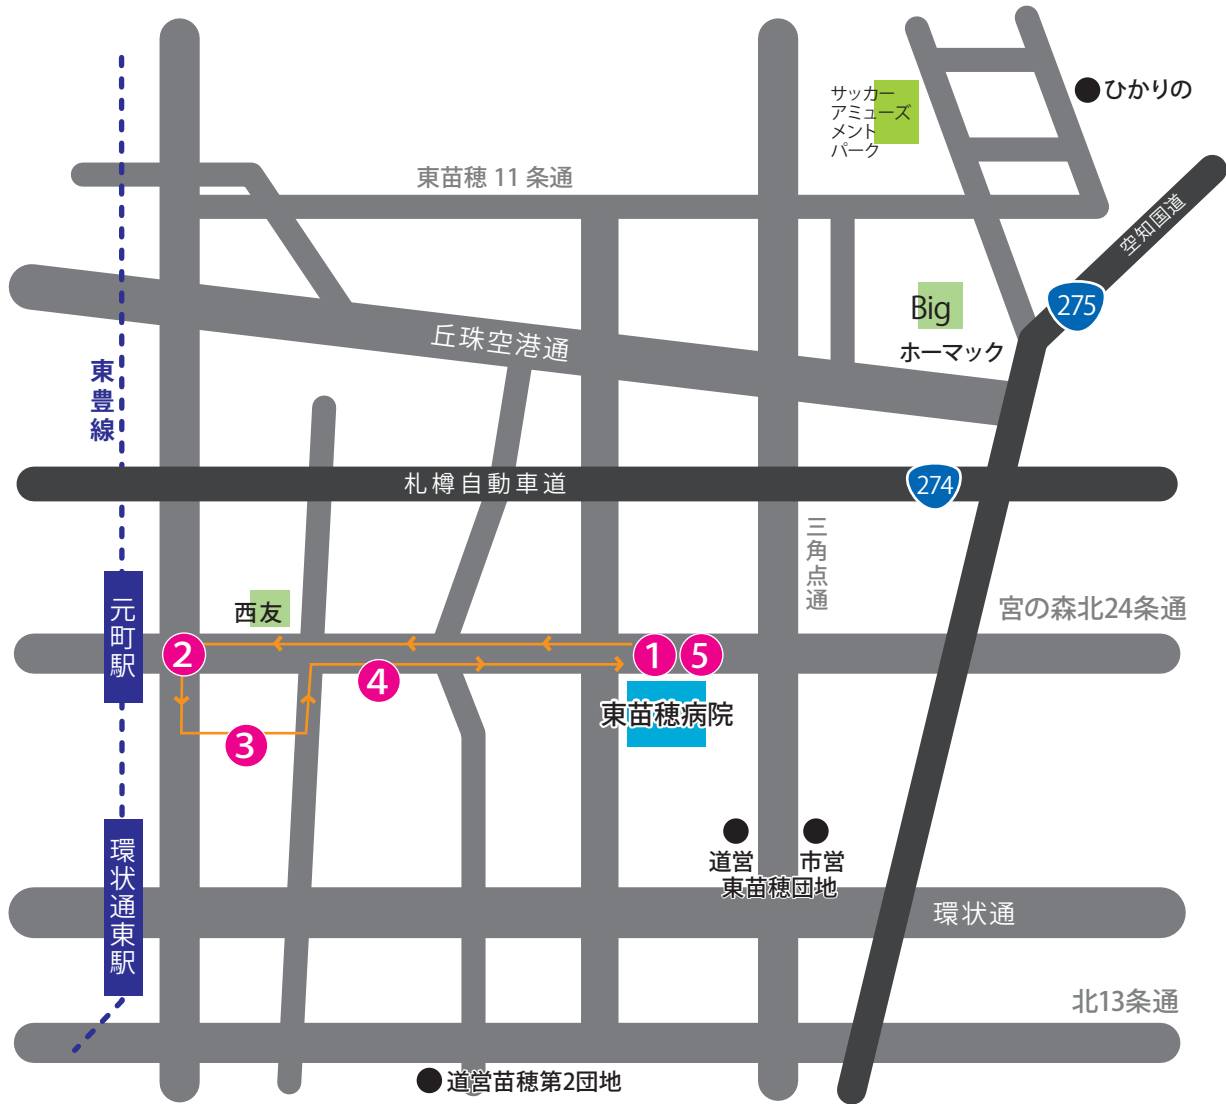 サッカー
アミューズ
メント
パーク
ひかりの
東苗穂 11 条通
空知国道
275
Big
ホーマック
丘珠空港通
東豊線
札樽自動車道
274
三角点通
元町駅
西友
宮の森北24条通
2
1
5
4
3
東苗穂病院
道営
市営
東苗穂団地
環状通東駅
環状通
北13条通
道営苗穂第2団地